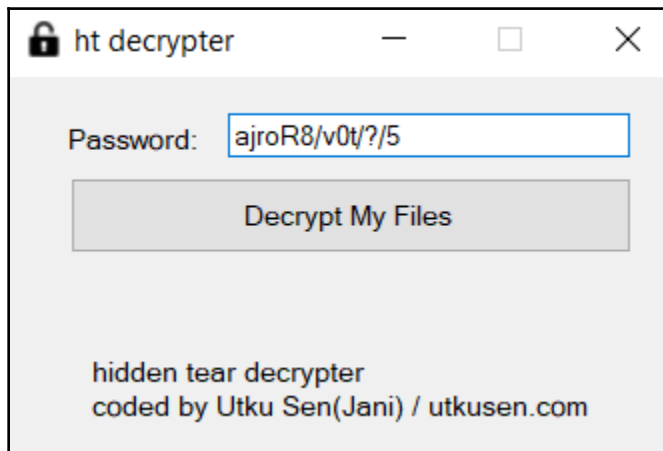 ht decrypter
Password: ajroR8/v0t/?/5
Decrypt My Files
hidden tear decrypter
coded by Utku Sen(Jani) / utkusen.com